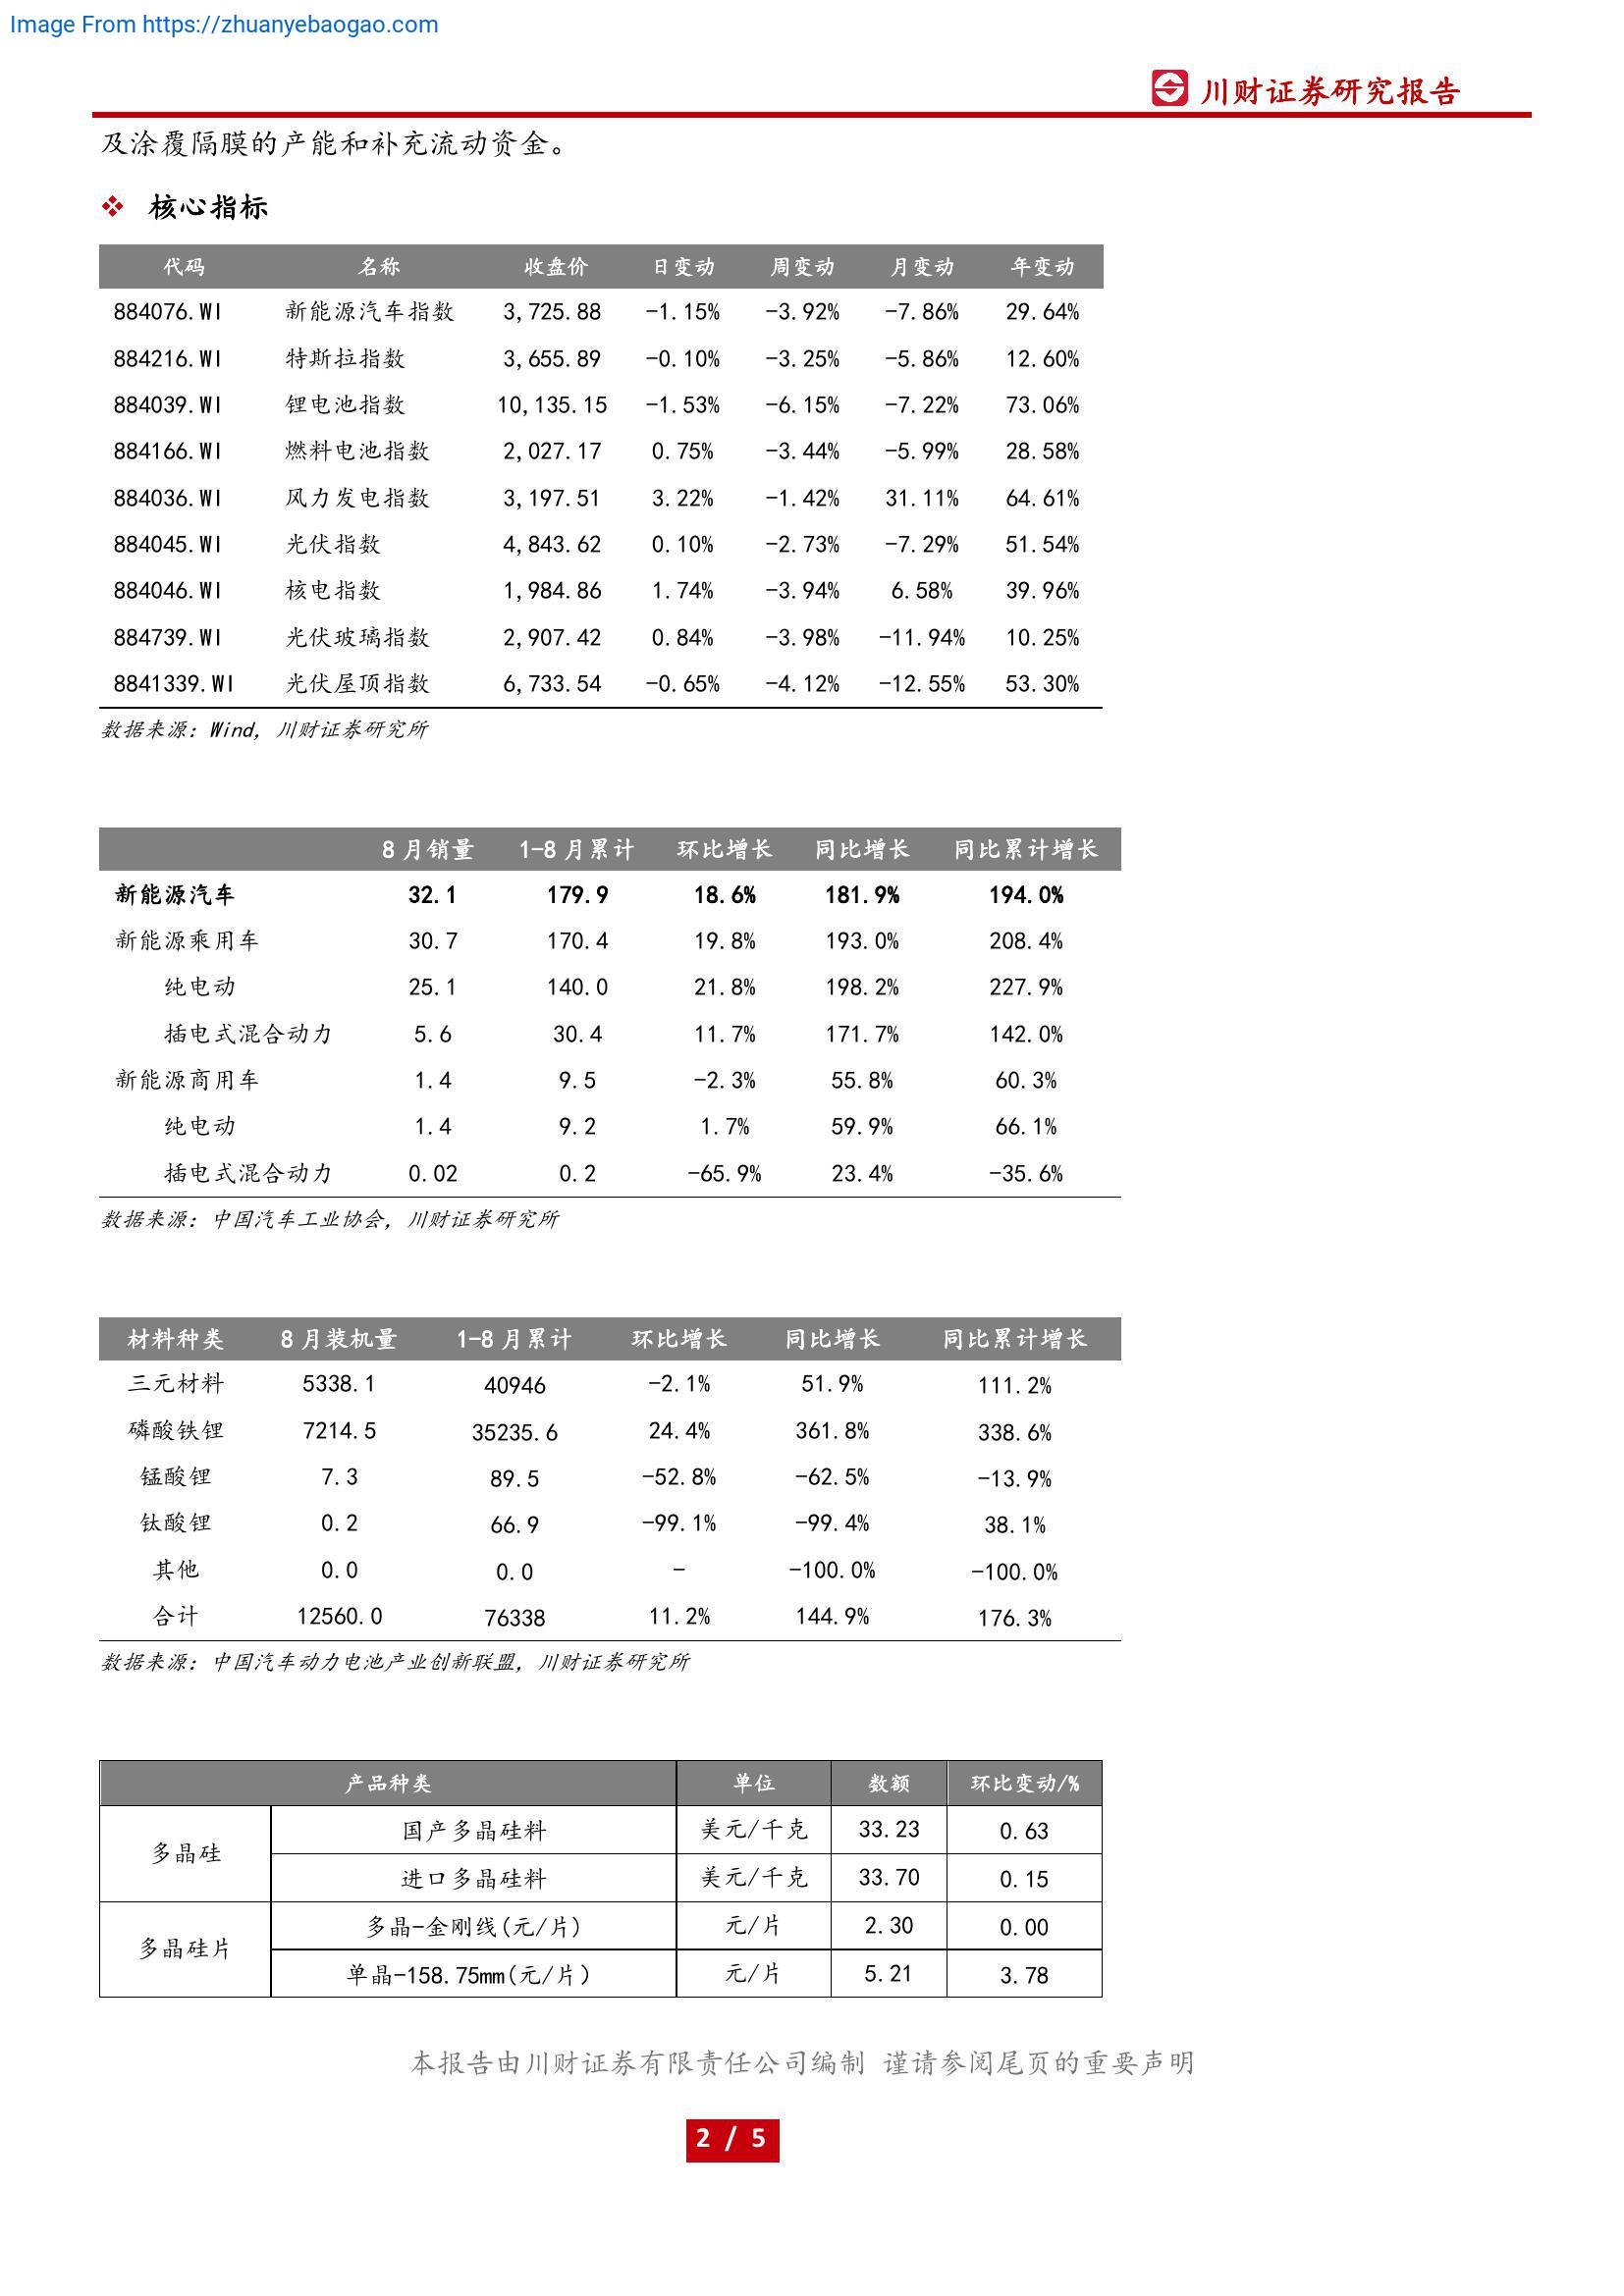 Image From https://zhuanyebaogao.com
川财证券研究报告
及涂覆隔膜的产能和补充流动资金。
❖ 核心指标
代码 名称 收盘价 日变动 周变动 月变动 年变动
884076.WI 新能源汽车指数 3,725.88 -1.15% -3.92% -7.86% 29.64%
884216.WI 特斯拉指数 3,655.89 -0.10% -3.25% -5.86% 12.60%
884039.WI 锂电池指数 10,135.15 -1.53% -6.15% -7.22% 73.06%
884166.WI 燃料电池指数 2,027.17 0.75% -3.44% -5.99% 28.58%
884036.WI 风力发电指数 3,197.51 3.22% -1.42% 31.11% 64.61%
884045.WI 光伏指数 4,843.62 0.10% -2.73% -7.29% 51.54%
884046.WI 核电指数 1,984.86 1.74% -3.94% 6.58% 39.96%
884739.WI 光伏玻璃指数 2,907.42 0.84% -3.98% -11.94% 10.25%
8841339.WI 光伏屋顶指数 6,733.54 -0.65% -4.12% -12.55% 53.30%
数据来源：Wind，川财证券研究所
8月销量 1-8月累计 环比增长 同比增长 同比累计增长
新能源汽车 32.1 179.9 18.6% 181.9% 194.0%
新能源乘用车 30.7 170.4 19.8% 193.0% 208.4%
纯电动 25.1 140.0 21.8% 198.2% 227.9%
插电式混合动力 5.6 30.4 11.7% 171.7% 142.0%
新能源商用车 1.4 9.5 -2.3% 55.8% 60.3%
纯电动 1.4 9.2 1.7% 59.9% 66.1%
插电式混合动力 0.02 0.2 -65.9% 23.4% -35.6%
数据来源：中国汽车工业协会，川财证券研究所
材料种类 8月装机量 1-8月累计 环比增长 同比增长 同比累计增长
三元材料 5338.1 40946 -2.1% 51.9% 111.2%
磷酸铁锂 7214.5 35235.6 24.4% 361.8% 338.6%
锰酸锂 7.3 89.5 -52.8% -62.5% -13.9%
钛酸锂 0.2 66.9 -99.1% -99.4% 38.1%
其他 0.0 0.0 - -100.0% -100.0%
合计 12560.0 76338 11.2% 144.9% 176.3%
数据来源：中国汽车动力电池产业创新联盟，川财证券研究所
产品种类 单位 数额 环比变动/%
多晶硅 国产多晶硅料 美元/千克 33.23 0.63
进口多晶硅料 美元/千克 33.70 0.15
多晶硅片 多晶-金刚线(元/片) 元/片 2.30 0.00
单晶-158.75mm(元/片) 元/片 5.21 3.78
本报告由川财证券有限责任公司编制 谨请参阅尾页的重要声明
2 / 5